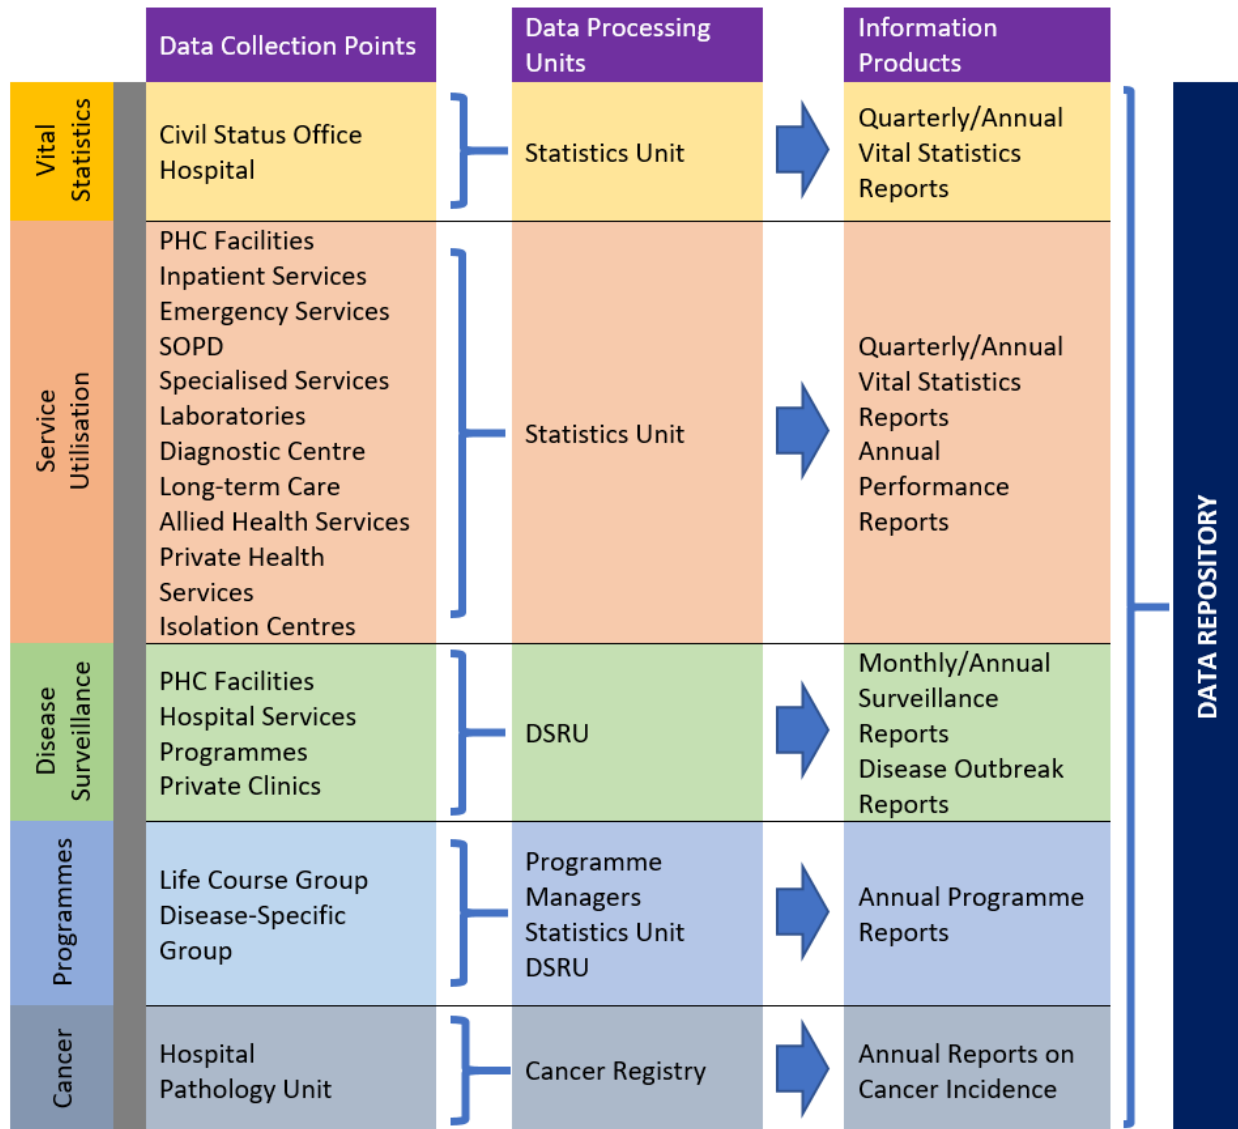 Data Collection Points
Data Processing
Units
Information
Products
Vital
Statistics
Civil Status Office
Hospital
Statistics Unit
Quarterly/Annual
Vital Statistics
Reports
Service
Utilisation
PHC Facilities
Inpatient Services
Emergency Services
SOPD
Specialised Services
Laboratories
Diagnostic Centre
Long-term Care
Allied Health Services
Private Health
Services
Isolation Centres
Statistics Unit
Quarterly/Annual
Vital Statistics
Reports
Annual
Performance
Reports
Disease
Surveillance
PHC Facilities
Hospital Services
Programmes
Private Clinics
DSRU
Monthly/Annual
Surveillance
Reports
Disease Outbreak
Reports
Programmes
Life Course Group
Disease-Specific
Group
Programme
Managers
Statistics Unit
DSRU
Annual Programme
Reports
Cancer
Hospital
Pathology Unit
Cancer Registry
Annual Reports on
Cancer Incidence
DATA REPOSITORY